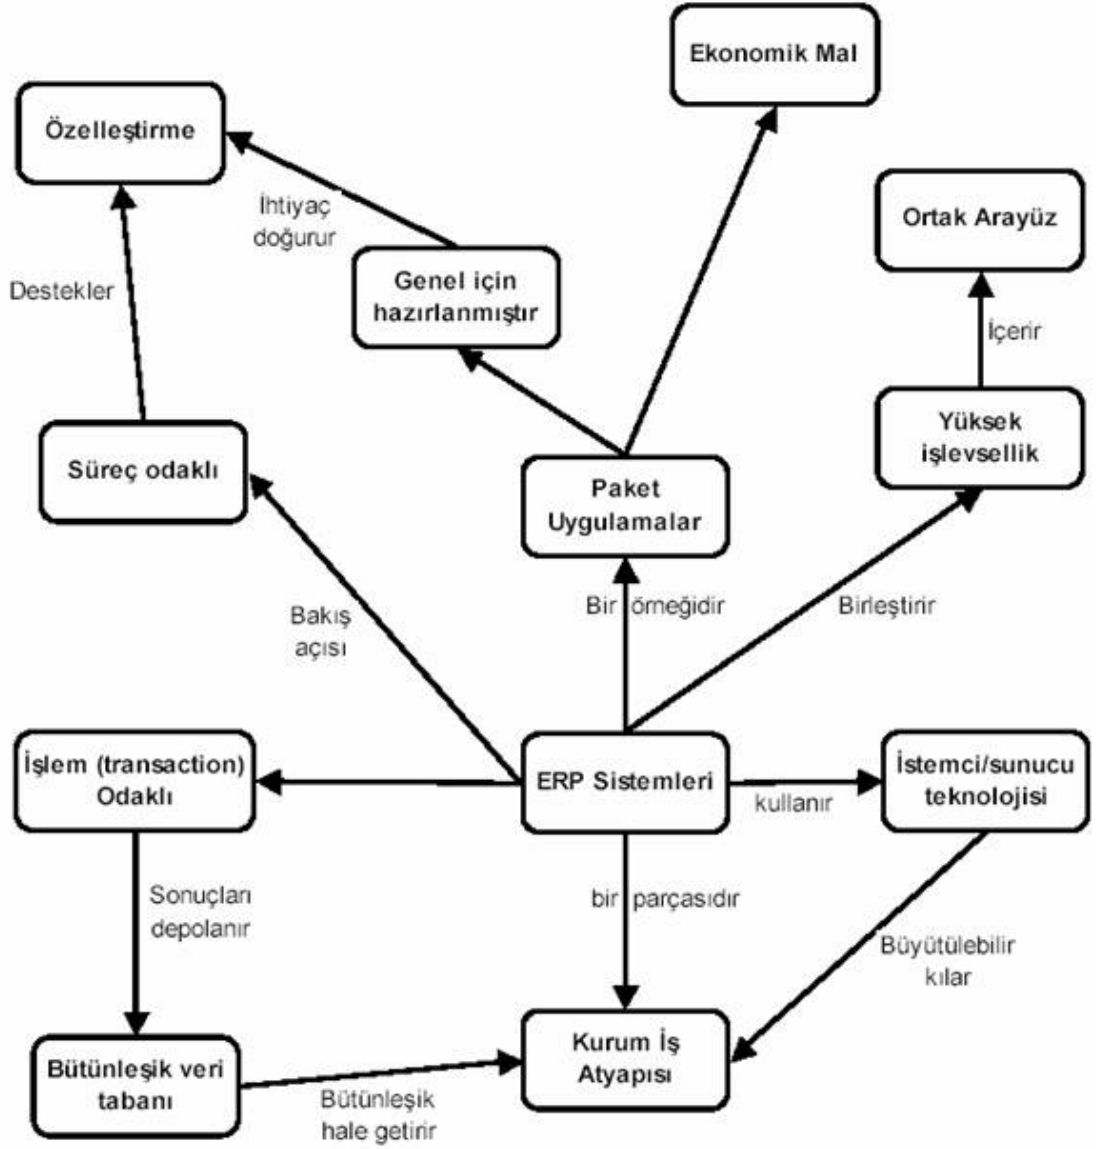 Ekonomik Mal
Özelleştirme
Ortak Arayüz
İhtiyaç
doğurur
Genel için
hazırlanmıştır
Destekler
İçerir
Yüksek
işlevsellik
Süreç odaklı
Paket
Uygulamalar
Bir örneğidir
Birleştirir
Bakış
açısı
İşlem (transaction)
Odaklı
ERP Sistemleri
kullanır
İstemci/sunucu
teknolojisi
Sonuçları
depolanır
bir parçasıdır
Büyütülebilir
kılar
Bütünleşik veri
tabanı
Kurum İş
Atyapısı
Bütünleşik
hale getirir